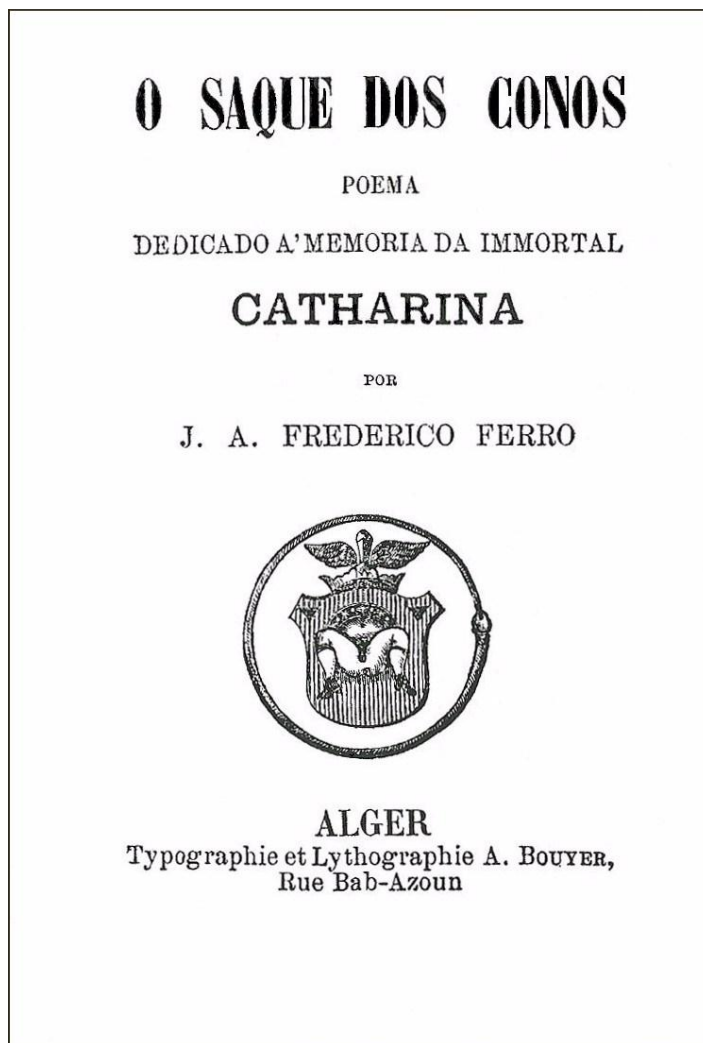 O SAQUE DOS CONOS
POEMA
DEDICADO A' MEMORIA DA IMMORTAL
CATHARINA
POR
J. A. FREDERICO FERRO
ALGER
Typographie et Lythographie A. BOUYER,
Rue Bab-Azoun